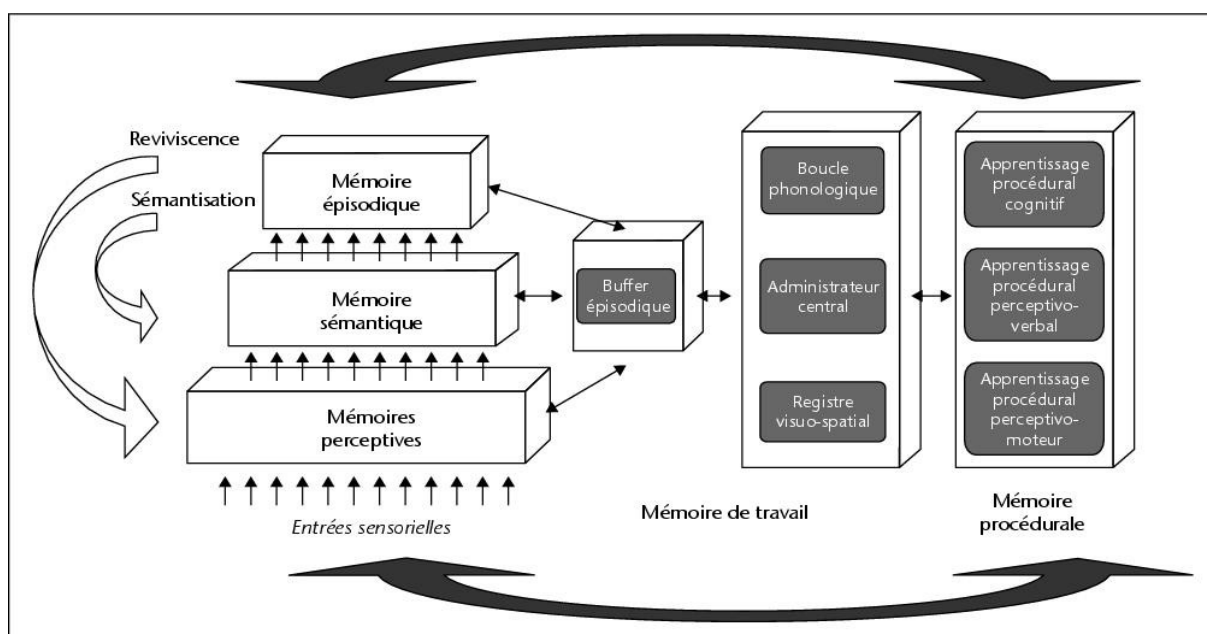 Reviviscence
Sémantisation
Mémoire
épisodique
Mémoire
sémantique
Mémoires
perceptives
Entrées sensorielles
Buffer
épisodique
Boucle
phonologique
Administrateur
central
Registre
visuo-spatial
Mémoire de travail
Apprentissage
procédural
cognitif
Apprentissage
procédural
perceptivo-
verbal
Apprentissage
procédural
perceptivo-
moteur
Mémoire
procédurale